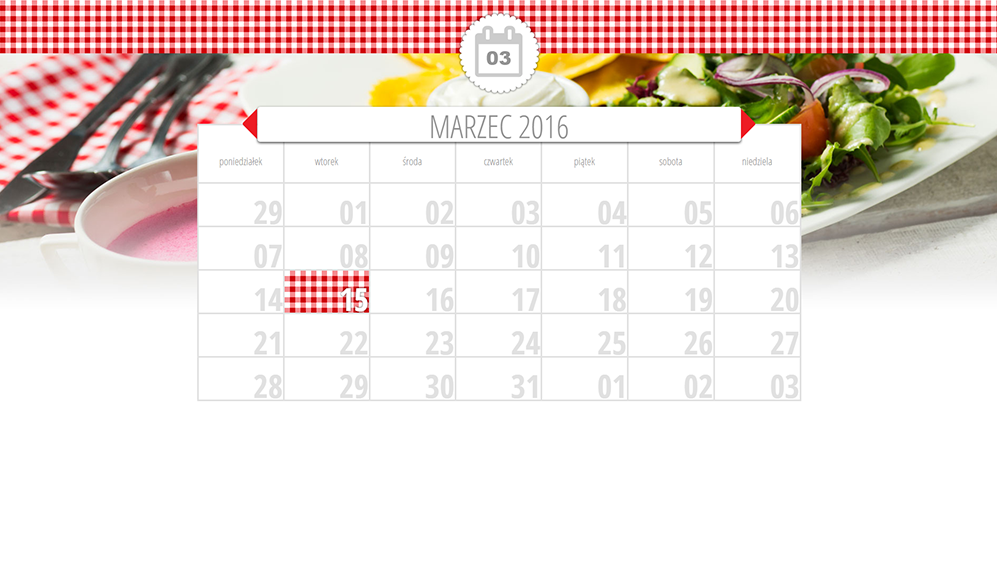 03
MARZEC 2016
poniedziałek wtorek środa czwartek piątek sobota niedziela
29 01 02 03 04 05 06
07 08 09 10 11 12 13
14 15 16 17 18 19 20
21 22 23 24 25 26 27
28 29 30 31 01 02 03